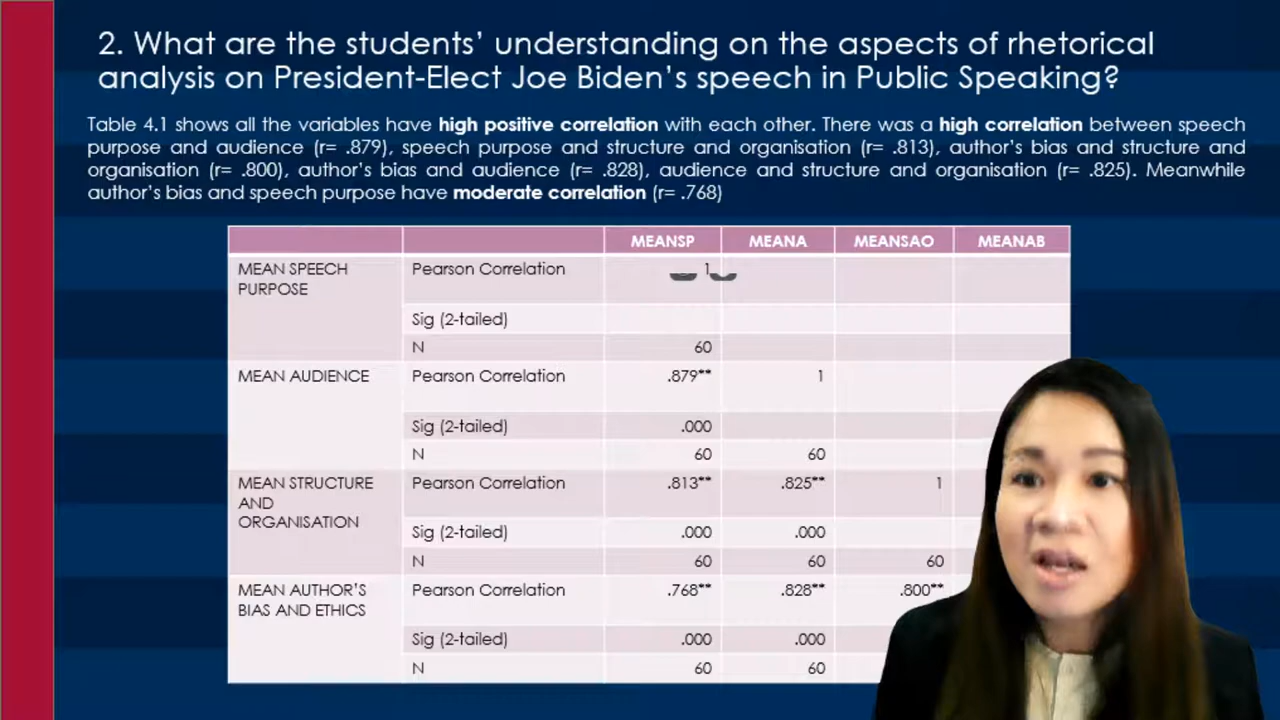 2. What are the students' understanding on the aspects of rhetorical
analysis on President-Elect Joe Biden's speech in Public Speaking?
Table 4.1 shows all the variables have high positive correlation with each other. There was a high correlation between speech
purpose and audience (r= .879), speech purpose and structure and organisation (r= .813), author's bias and structure and
organisation (r= .800), author's bias and audience (r= .828), audience and structure and organisation (r= .825). Meanwhile
author's bias and speech purpose have moderate correlation (r= .768)
MEANSP MEANA MEANSAO MEANAB
MEAN SPEECH Pearson Correlation 1
PURPOSE
Sig (2-tailed)
N 60
MEAN AUDIENCE Pearson Correlation .879** 1
Sig (2-tailed) .000
N 60 60
MEAN STRUCTURE Pearson Correlation .813** .825** 1
AND
ORGANISATION
Sig (2-tailed) .000 .000
N 60 60 60
MEAN AUTHOR'S Pearson Correlation .768** .828** .800**
BIAS AND ETHICS
Sig (2-tailed) .000 .000
N 60 60